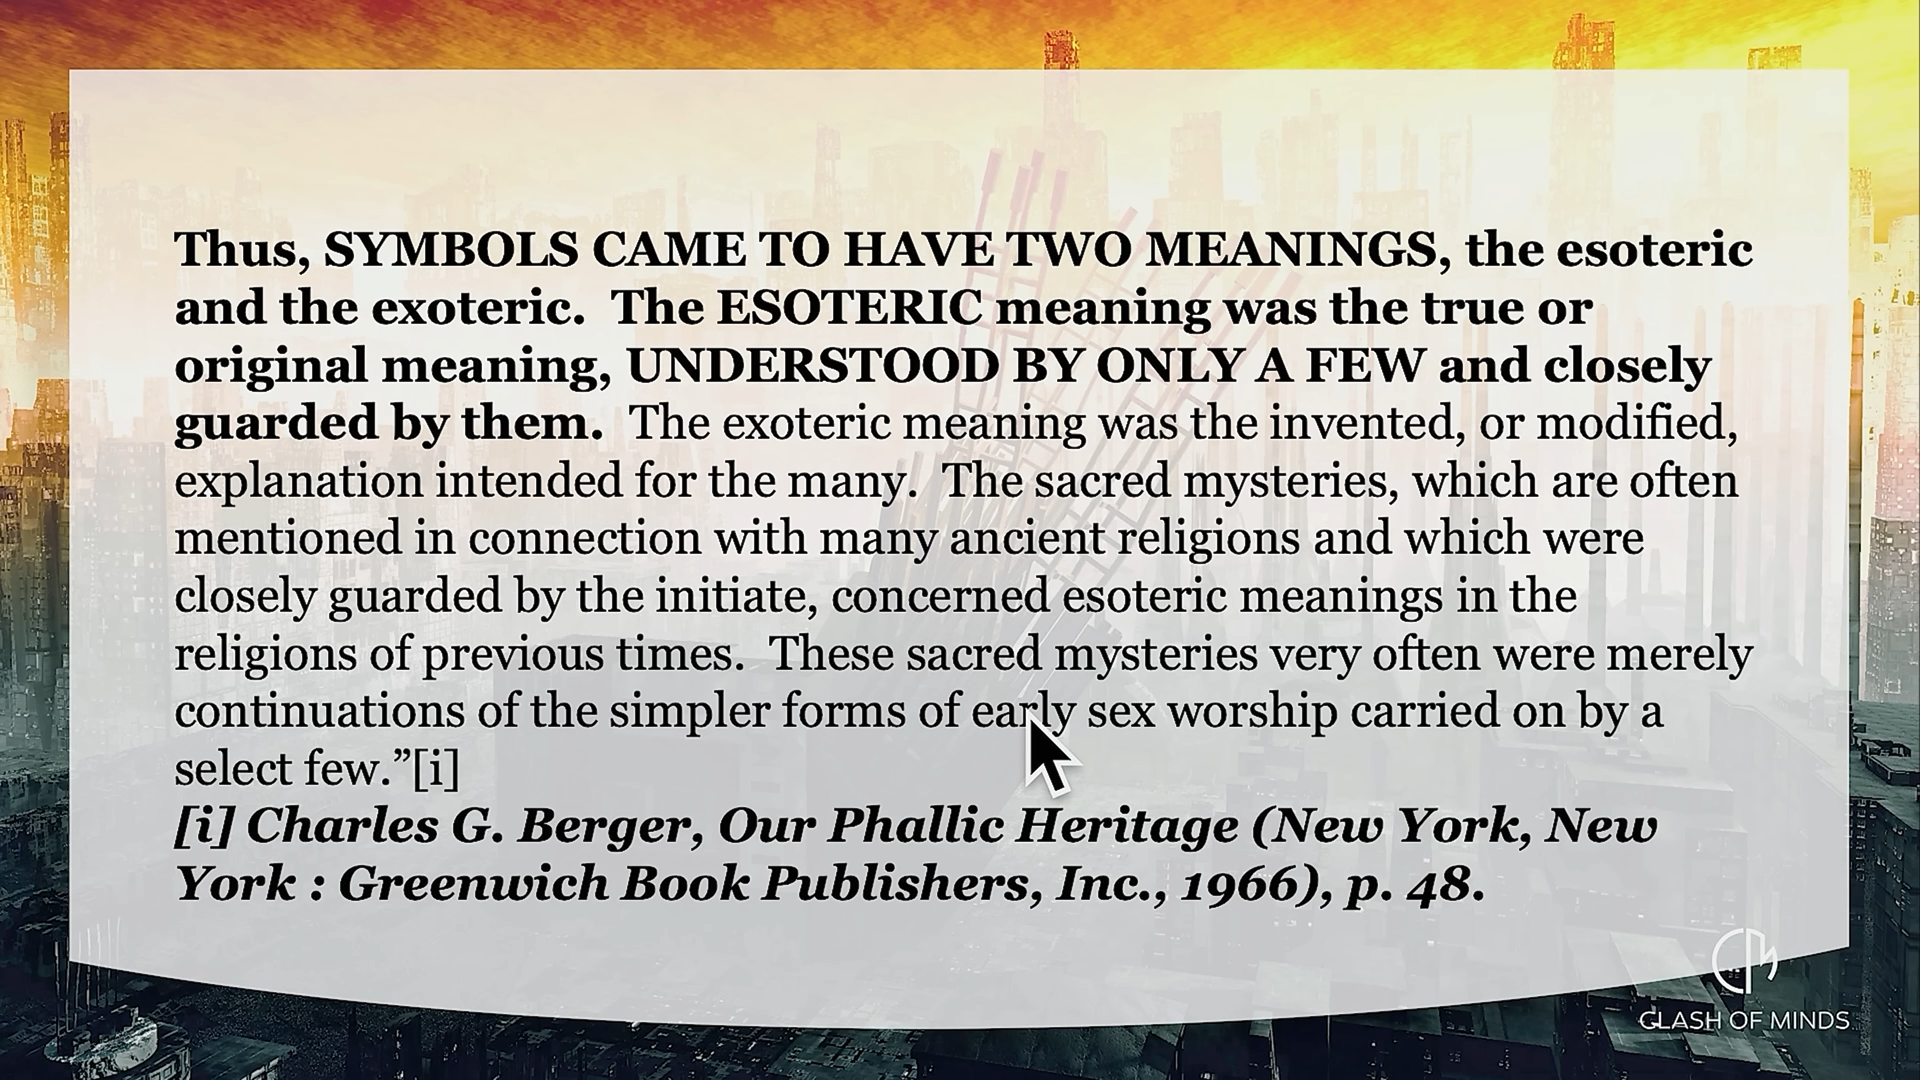 Thus, SYMBOLS CAME TO HAVE TWO MEANINGS, the esoteric
and the exoteric.  The ESOTERIC meaning was the true or
original meaning, UNDERSTOOD BY ONLY A FEW and closely
guarded by them.  The exoteric meaning was the invented, or modified,
explanation intended for the many.  The sacred mysteries, which are often
mentioned in connection with many ancient religions and which were
closely guarded by the initiate, concerned esoteric meanings in the
religions of previous times.  These sacred mysteries very often were merely
continuations of the simpler forms of early sex worship carried on by a
select few.”[i]
[i] Charles G. Berger, Our Phallic Heritage (New York, New
York : Greenwich Book Publishers, Inc., 1966), p. 48.
CLASH OF MINDS